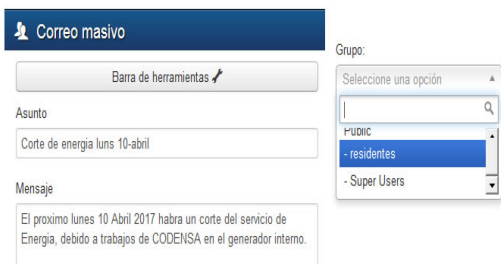 Correo masivo
Barra de herramientas
Asunto
Corte de energia luns 10-abril
Mensaje
El proximo lunes 10 Abril 2017 habra un corte del servicio de
Energia, debido a trabajos de CODENSA en el generador interno.
Grupo:
Seleccione una opción
Public
- residentes
- Super Users